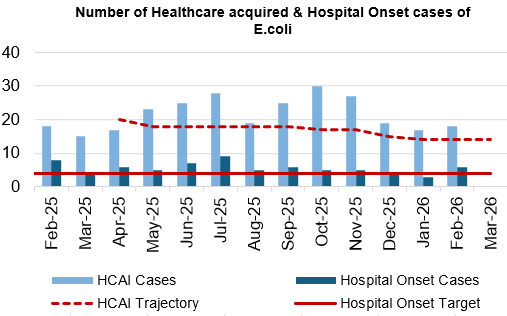 Number of Healthcare acquired & Hospital Onset cases of
E.coli
40
30
20
10
0
Feb-25
Mar-25
Apr-25
May-25
Jun-25
Jul-25
Aug-25
Sep-25
Oct-25
Nov-25
Dec-25
Jan-26
Feb-26
Mar-26
HCAI Cases
Hospital Onset Cases
HCAI Trajectory
Hospital Onset Target